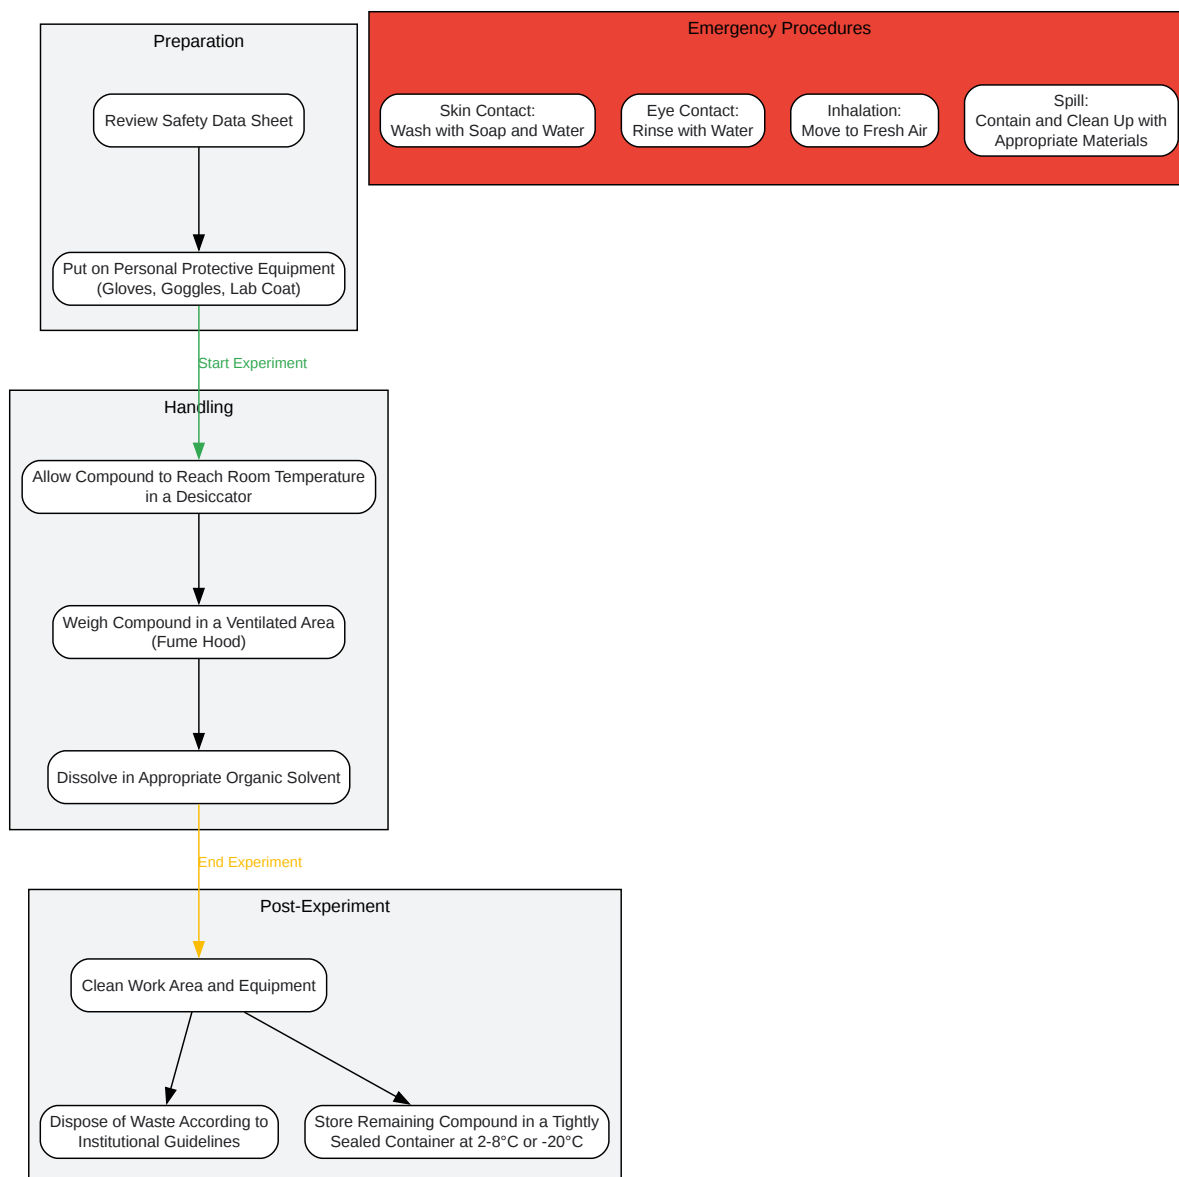 Preparation
Review Safety Data Sheet
Put on Personal Protective Equipment
(Gloves, Goggles, Lab Coat)
Emergency Procedures
Skin Contact:
Wash with Soap and Water
Eye Contact:
Rinse with Water
Inhalation:
Move to Fresh Air
Spill:
Contain and Clean Up with
Appropriate Materials
Start Experiment
Handling
Allow Compound to Reach Room Temperature
in a Desiccator
Weigh Compound in a Ventilated Area
(Fume Hood)
Dissolve in Appropriate Organic Solvent
End Experiment
Post-Experiment
Clean Work Area and Equipment
Dispose of Waste According to
Institutional Guidelines
Store Remaining Compound in a Tightly
Sealed Container at 2-8°C or -20°C